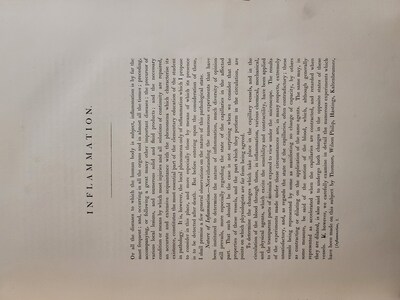 INFLAMMATION.
Of all the diseases to which the human body is subject, inflammation is by far the
most frequent; and, occurring in all the organs and in almost all the tissues; preceding,
accompanying, or following a great many other important diseases; the precursor of
various local lesions, and numerous solid and fluid products; and the necessary
condition or means by which most injuries and all solutions of continuity are repaired,
an accurate and extensive acquaintance with the phenomena which characterise its
existence, constitutes the most essential part of the elementary education of the student
in pathology. It is, however, the local phenomena only of inflammation which I propose
to consider in this place, and more especially those by means of which its presence
is to be detected after death. But before entering upon the consideration of these,
I shall premise a few general observations on the nature of this pathological state.
Nature of Inflammation.—Notwithstanding the numerous experiments that have
been instituted to determine the nature of inflammation, much diversity of opinion
still prevails, more especially regarding the state of the capillaries in the affected
part. That such should be the case is not surprising when we consider that the
properties of these vessels, and the part which they perform in the circulation, are
points on which physiologists are far from being agreed.
To determine the changes which take place in the capillary vessels, and in the
circulation of the blood through them, in inflammation, various chemical, mechanical,
and physical agents, which excite the sensibility and contractility, have been applied
to the transparent parts of animals exposed to view under the microscope. The results
of the experiments made under these circumstances are, in many respects, extremely
unsatisfactory, and, as regards the state of the capillaries, often contradictory; these
vessels being represented by some as manifesting no change of capacity, by others
as contracting or dilating on the application of the same agents. The same may, in
some measure, be said of the motion of the blood, which, although generally
represented as accelerated when the capillaries are contracted, and retarded when
they are dilated, is also said to undergo both changes in the opposite states of these
vessels. If, however, we carefully examine in detail the numerous experiments which
have been made on this subject by Thomson, Wilson Philip, Hastings, Kaltenbrunner,
[Inflammation, 1